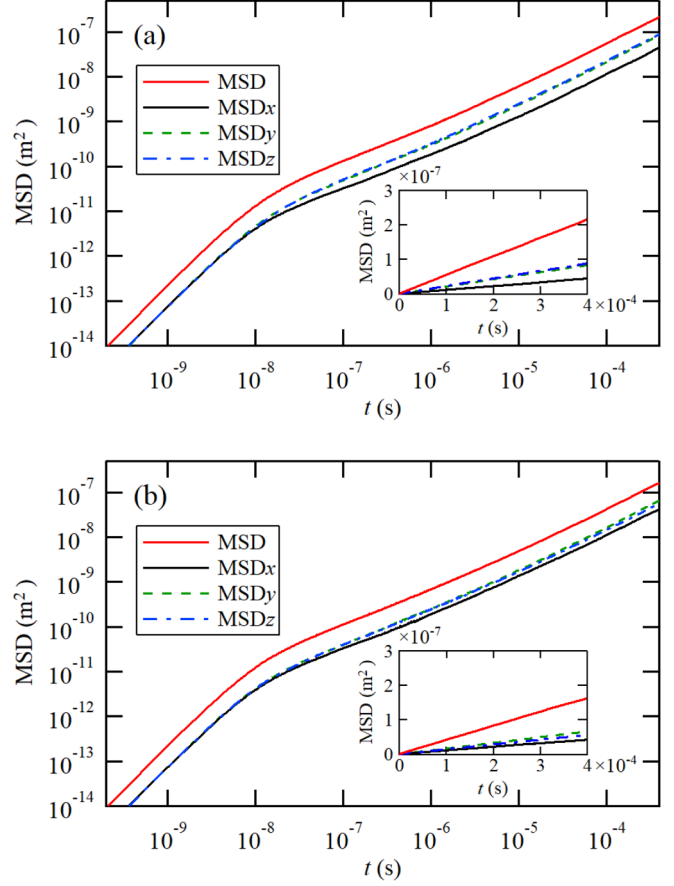 (a)
MSD
MSDx
MSDy
MSDz
MSD (m²)
10⁻⁷
10⁻⁸
10⁻⁹
10⁻¹⁰
10⁻¹¹
10⁻¹²
10⁻¹³
10⁻¹⁴
×10⁻⁷
MSD (m²)
3
2
1
0
0 1 2 3 4 ×10⁻⁴
t (s)
10⁻⁹ 10⁻⁸ 10⁻⁷ 10⁻⁶ 10⁻⁵ 10⁻⁴
t (s)
(b)
MSD
MSDx
MSDy
MSDz
MSD (m²)
10⁻⁷
10⁻⁸
10⁻⁹
10⁻¹⁰
10⁻¹¹
10⁻¹²
10⁻¹³
10⁻¹⁴
×10⁻⁷
MSD (m²)
3
2
1
0
0 1 2 3 4 ×10⁻⁴
t (s)
10⁻⁹ 10⁻⁸ 10⁻⁷ 10⁻⁶ 10⁻⁵ 10⁻⁴
t (s)